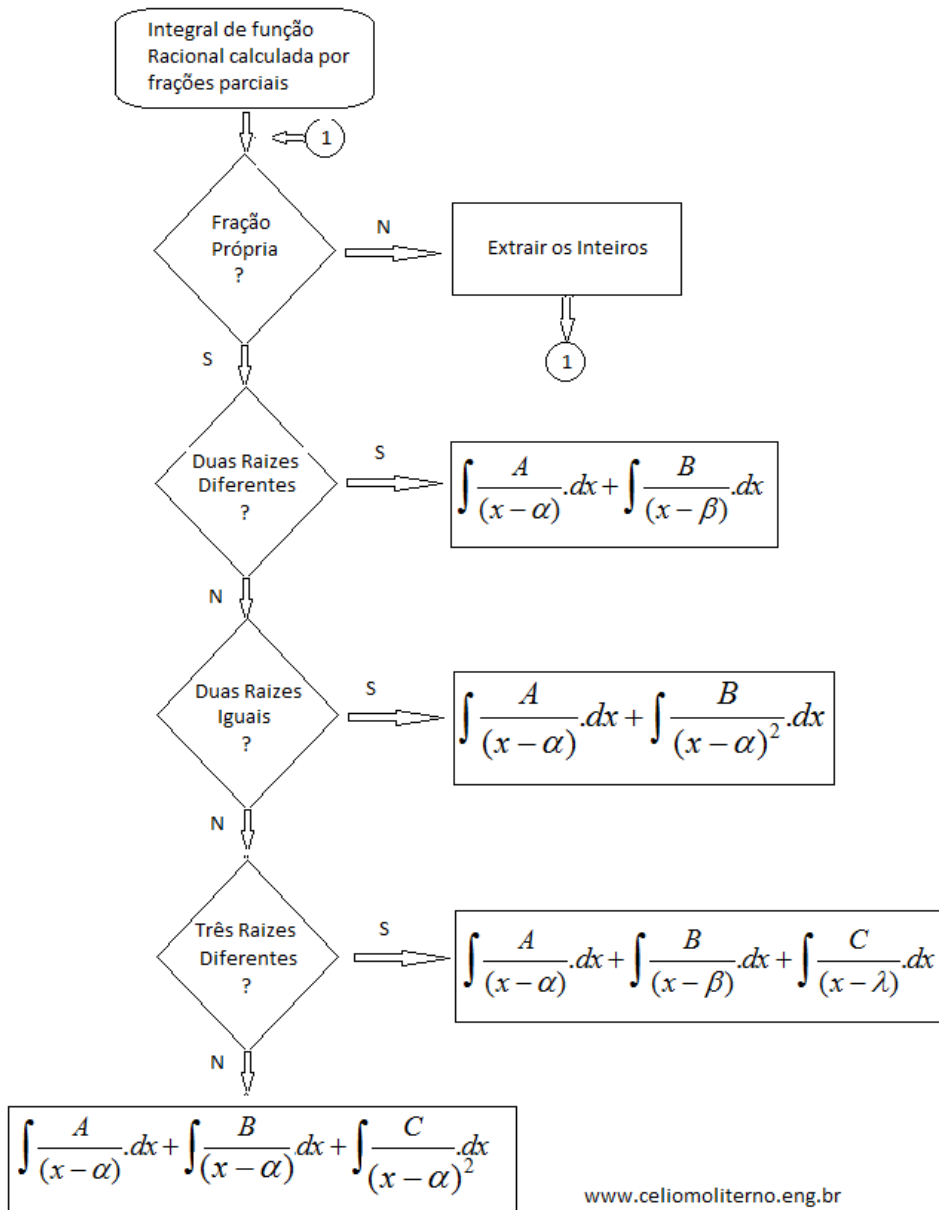 Integral de função
Racional calculada por
frações parciais
1
Fração
Própria
?
N
Extrair os Inteiros
1
S
Duas Raizes
Diferentes
?
S
∫ A/(x − α) .dx + ∫ B/(x − β) .dx
N
Duas Raizes
Iguais
?
S
∫ A/(x − α) .dx + ∫ B/(x − α)² .dx
N
Três Raizes
Diferentes
?
S
∫ A/(x − α) .dx + ∫ B/(x − β) .dx + ∫ C/(x − λ) .dx
N
∫ A/(x − α) .dx + ∫ B/(x − α) .dx + ∫ C/(x − α)² .dx
www.celiomoliterno.eng.br